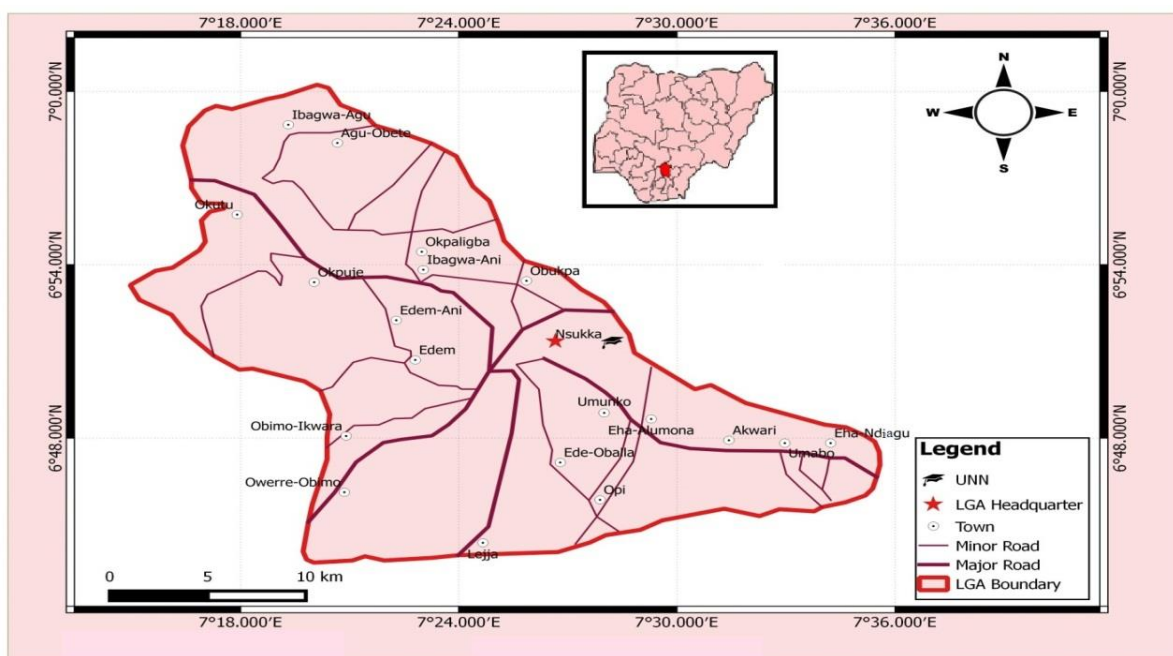 7°18.000′E 7°24.000′E 7°30.000′E 7°36.000′E
7°0.000′N
7°0.000′N
6°54.000′N
6°54.000′N
6°48.000′N
6°48.000′N
N
W
E
S
Ibagwa-Agu
Agu-Obete
Okutu
Okpaligba
Ibagwa-Ani
Okpuje
Obukpa
Edem-Ani
Nsukka
Edem
Umunko
Obimo-Ikwara
Eha-Alumona
Akwari
Eha-Ndiagu
Umabo
Ede-Oballa
Owerre-Obimo
Opi
Lejja
Legend
UNN
LGA Headquarter
Town
Minor Road
Major Road
LGA Boundary
0 5 10 km
7°18.000′E 7°24.000′E 7°30.000′E 7°36.000′E